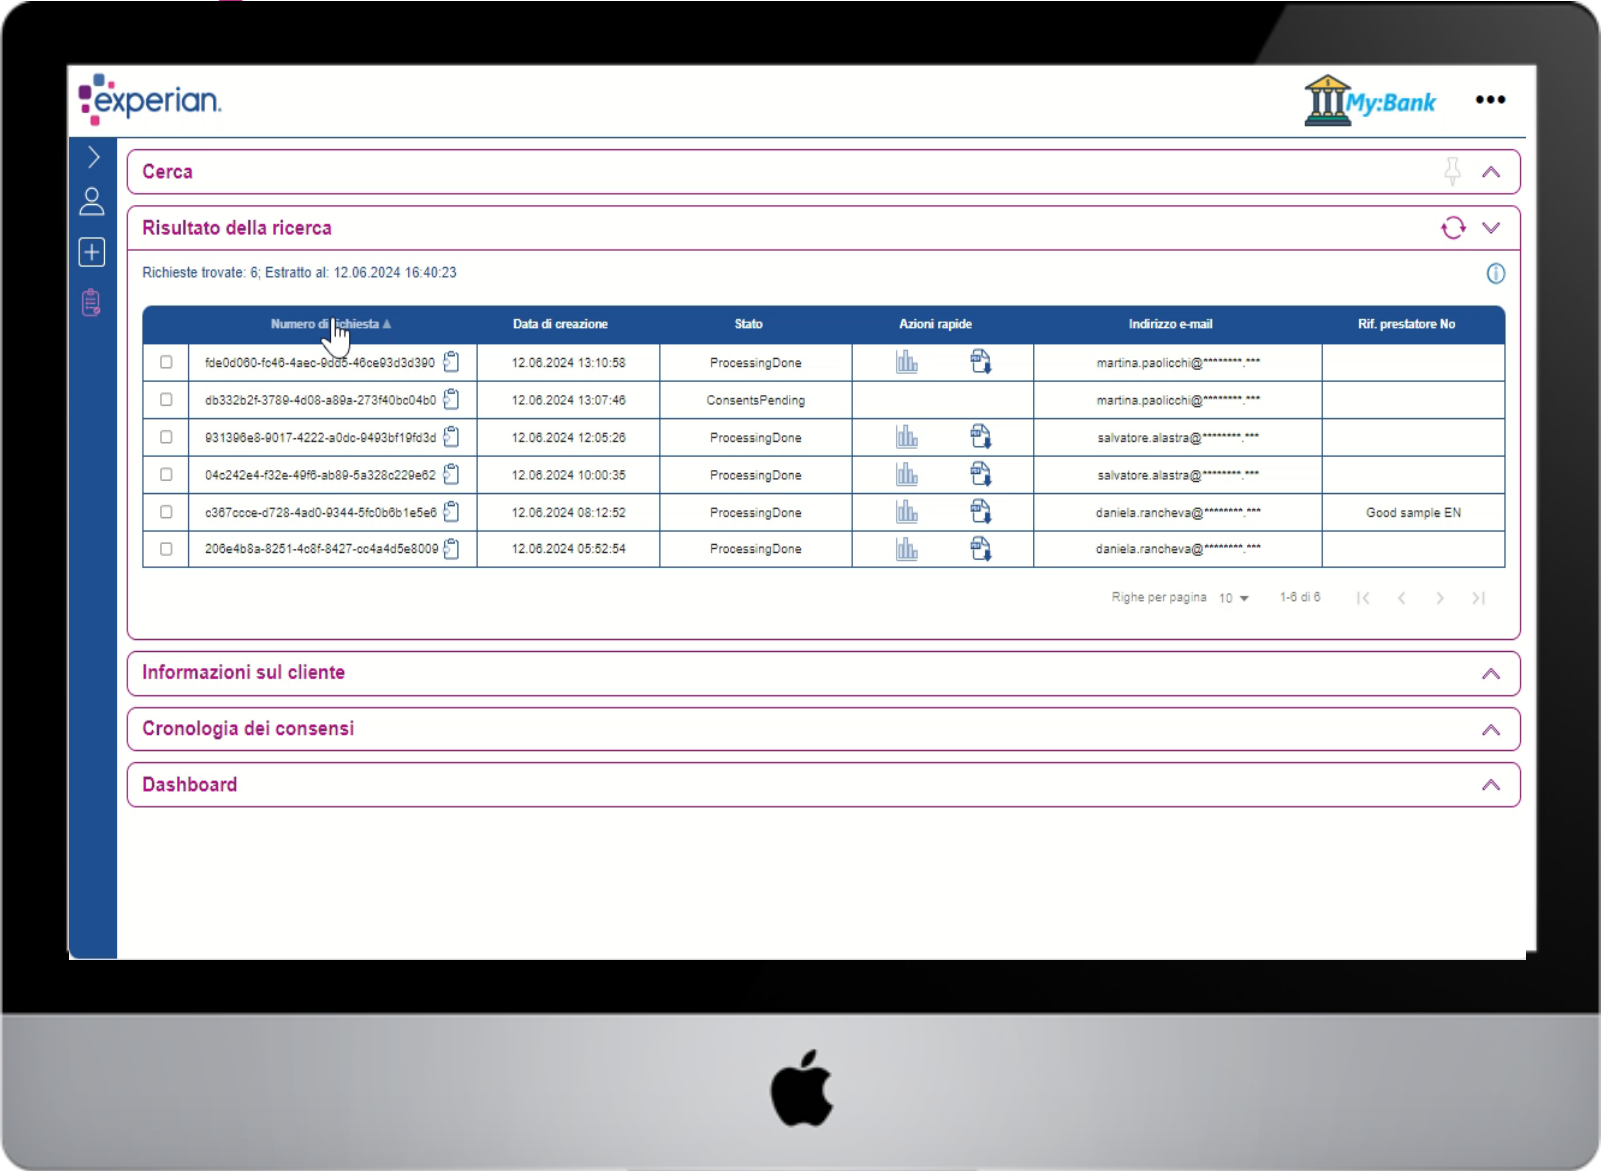 experian.
My:Bank
Cerca
Risultato della ricerca
Richieste trovate: 6; Estratto al: 12.06.2024 16:40:23
Numero di richiesta Data di creazione Stato Azioni rapide Indirizzo e-mail Rif. prestatore No
fde0d060-fc46-4aec-9dd5-46ce93d3d390 12.06.2024 13:10:58 ProcessingDone martina.paolicchi@********.***
db332b2f-3789-4d08-a89a-273f40bc04b0 12.06.2024 13:07:46 ConsentsPending martina.paolicchi@********.***
931396e8-9017-4222-a0dc-9493bf19fd3d 12.06.2024 12:05:26 ProcessingDone salvatore.alastra@********.***
04c242e4-f32e-49f6-ab89-5a328c229e62 12.06.2024 10:00:35 ProcessingDone salvatore.alastra@********.***
c367ccce-d728-4ad0-9344-5fc0b6b1e5e6 12.06.2024 08:12:52 ProcessingDone daniela.rancheva@********.*** Good sample EN
206e4b8a-8251-4c8f-8427-cc4a4d5e8009 12.06.2024 05:52:54 ProcessingDone daniela.rancheva@********.***
Righe per pagina 10 1-6 di 6
Informazioni sul cliente
Cronologia dei consensi
Dashboard